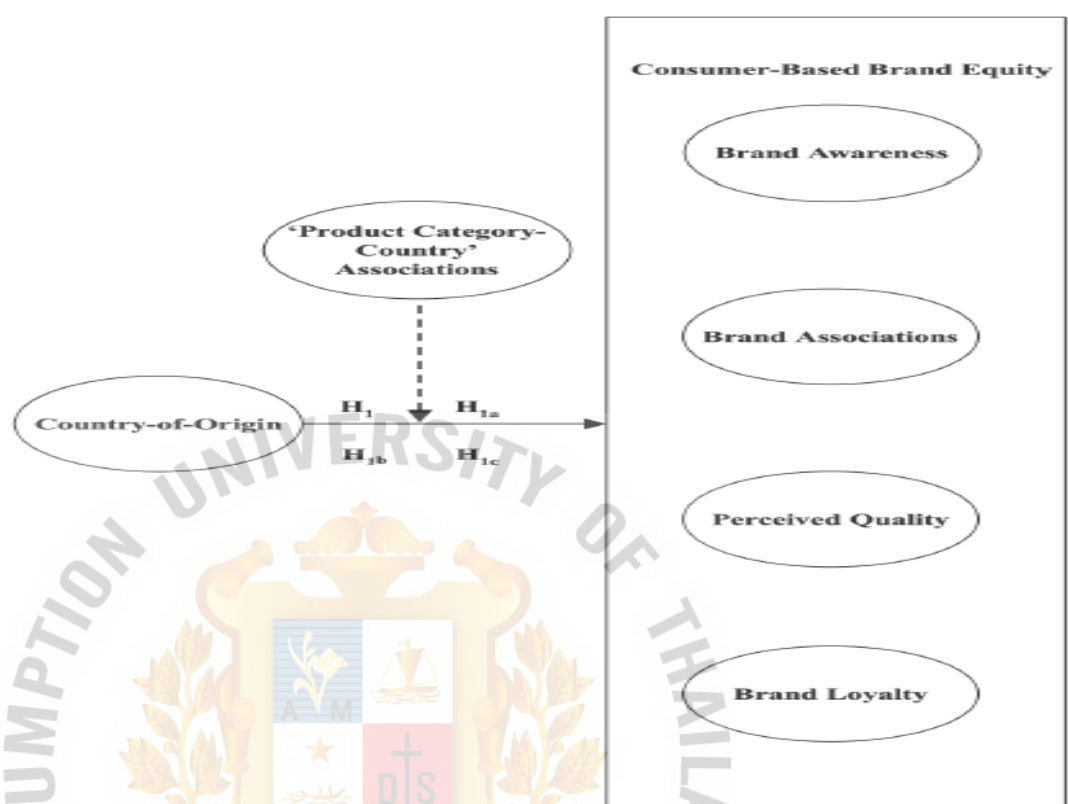 Consumer-Based Brand Equity
Brand Awareness
‘Product Category-
Country’
Associations
Brand Associations
H₁ H₁ₐ
Country-of-Origin
H₁b H₁c
UNIVERSITY OF
UMPTION
THAILA
Perceived Quality
Brand Loyalty
A M
D S